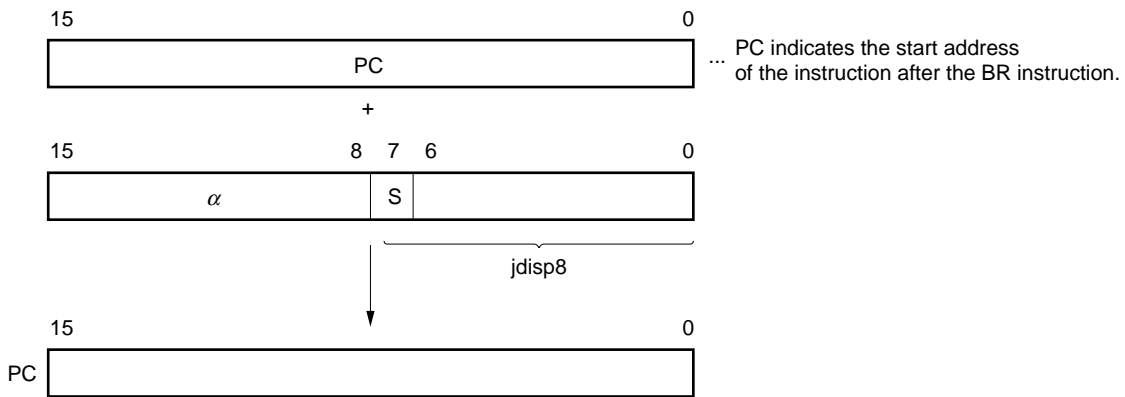 15 0
PC
... PC indicates the start address
of the instruction after the BR instruction.
+
15 8 7 6 0
α S
jdisp8
15 0
PC